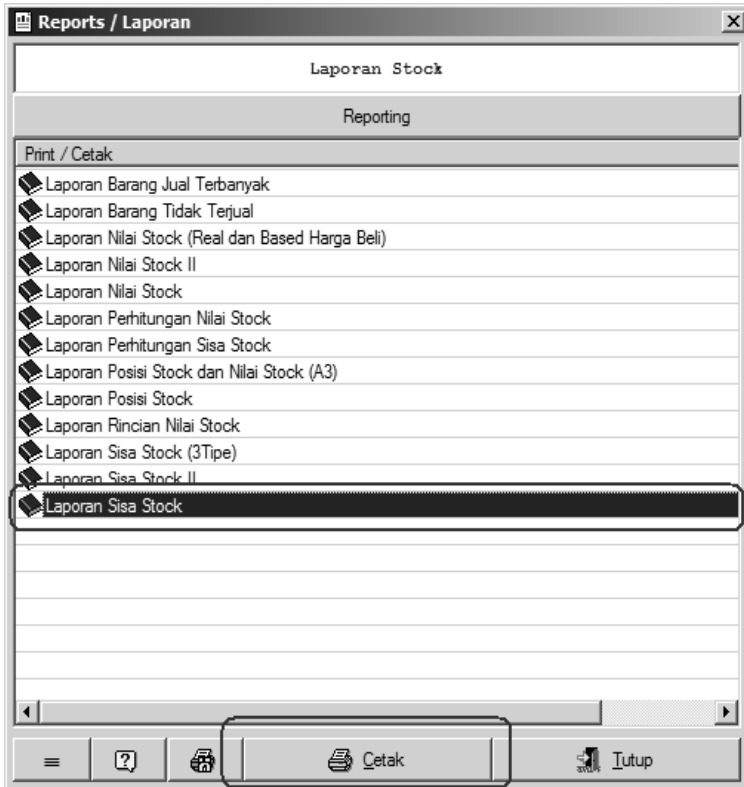 Reports / Laporan
Laporan Stock
Reporting
Print / Cetak
Laporan Barang Jual Terbanyak
Laporan Barang Tidak Terjual
Laporan Nilai Stock (Real dan Based Harga Beli)
Laporan Nilai Stock II
Laporan Nilai Stock
Laporan Perhitungan Nilai Stock
Laporan Perhitungan Sisa Stock
Laporan Posisi Stock dan Nilai Stock (A3)
Laporan Posisi Stock
Laporan Rincian Nilai Stock
Laporan Sisa Stock (3Tipe)
Laporan Sisa Stock II
Laporan Sisa Stock
Cetak Tutup